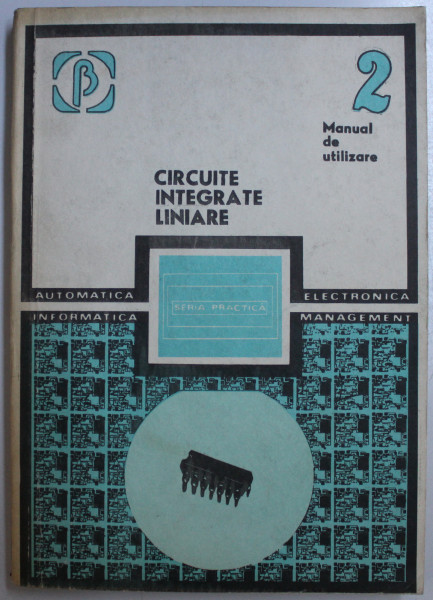 β
2
Manual
de
utilizare
CIRCUITE
INTEGRATE
LINIARE
AUTOMATICA
ELECTRONICA
SERIA PRACTICA
INFORMATICA
MANAGEMENT